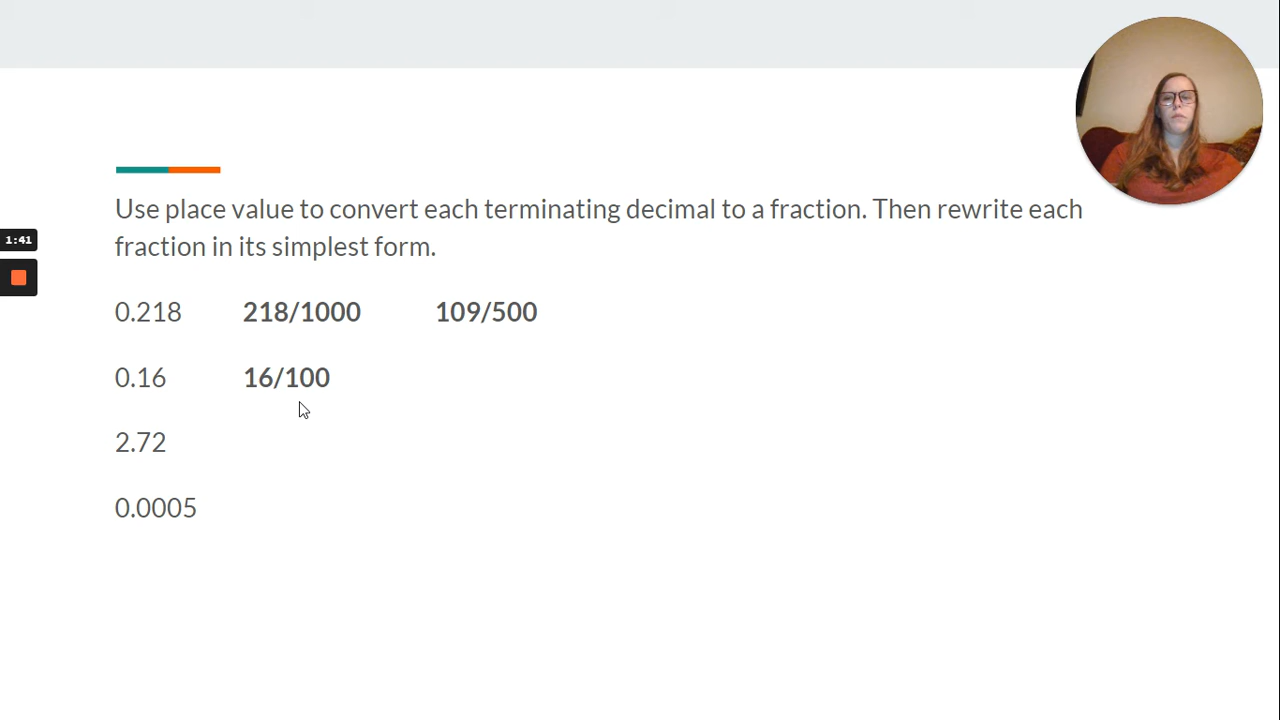 Use place value to convert each terminating decimal to a fraction. Then rewrite each
fraction in its simplest form.
1:41
0.218 218/1000 109/500
0.16 16/100
2.72
0.0005